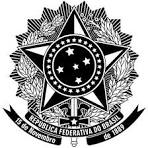 REPÚBLICA FEDERATIVA DO BRASIL
15 de Novembro
de 1889